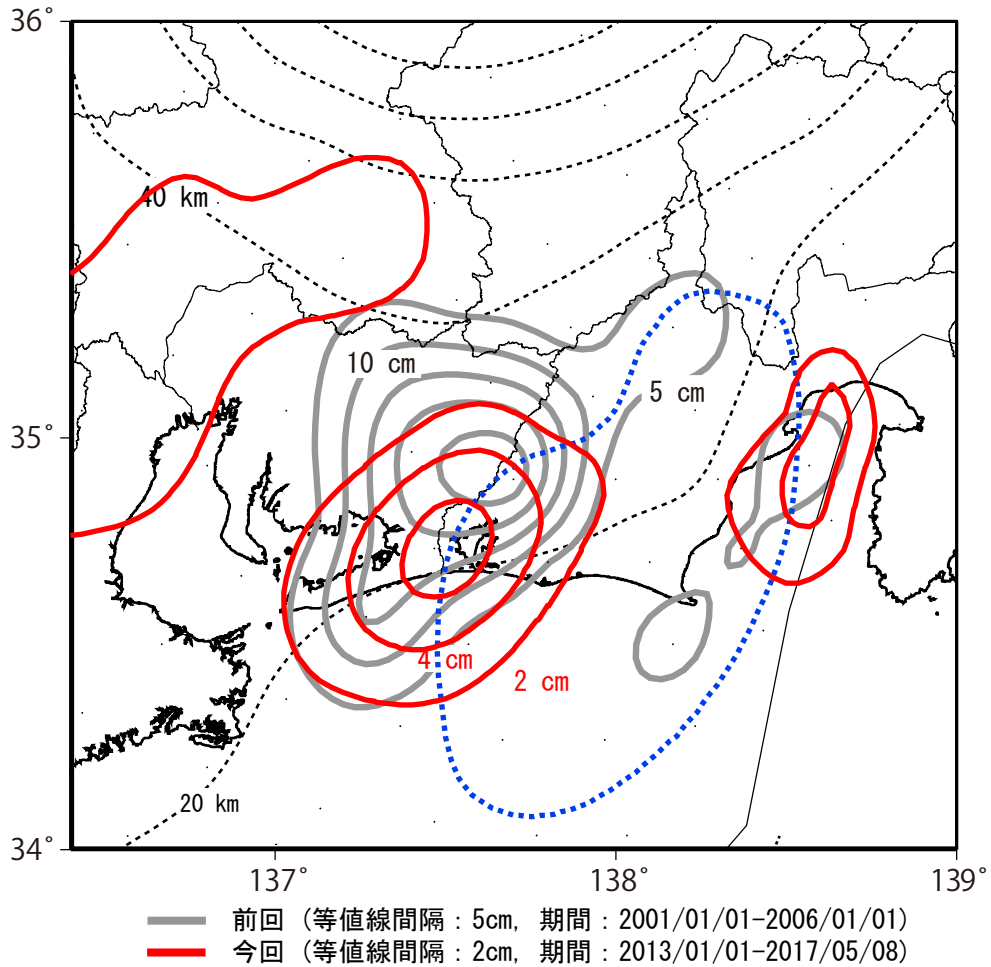 36°
40 km
10 cm
5 cm
35°
4 cm
2 cm
20 km
34°
137°
138°
139°
前回 (等値線間隔：5cm, 期間：2001/01/01-2006/01/01)
今回 (等値線間隔：2cm, 期間：2013/01/01-2017/05/08)